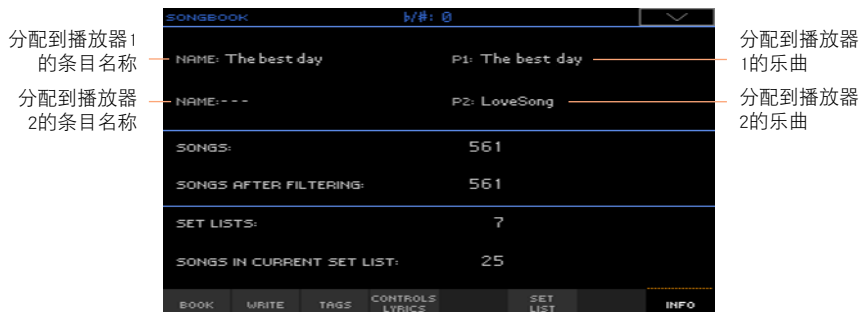 SONGBOOK ♭/#: 0
分配到播放器1
的条目名称
NAME: The best day P1: The best day
分配到播放器
1的乐曲
分配到播放器
2的条目名称
NAME:--- P2: LoveSong
分配到播放器
2的乐曲
SONGS: 561
SONGS AFTER FILTERING: 561
SET LISTS: 7
SONGS IN CURRENT SET LIST: 25
BOOK WRITE TAGS CONTROLS LYRICS SET LIST INFO